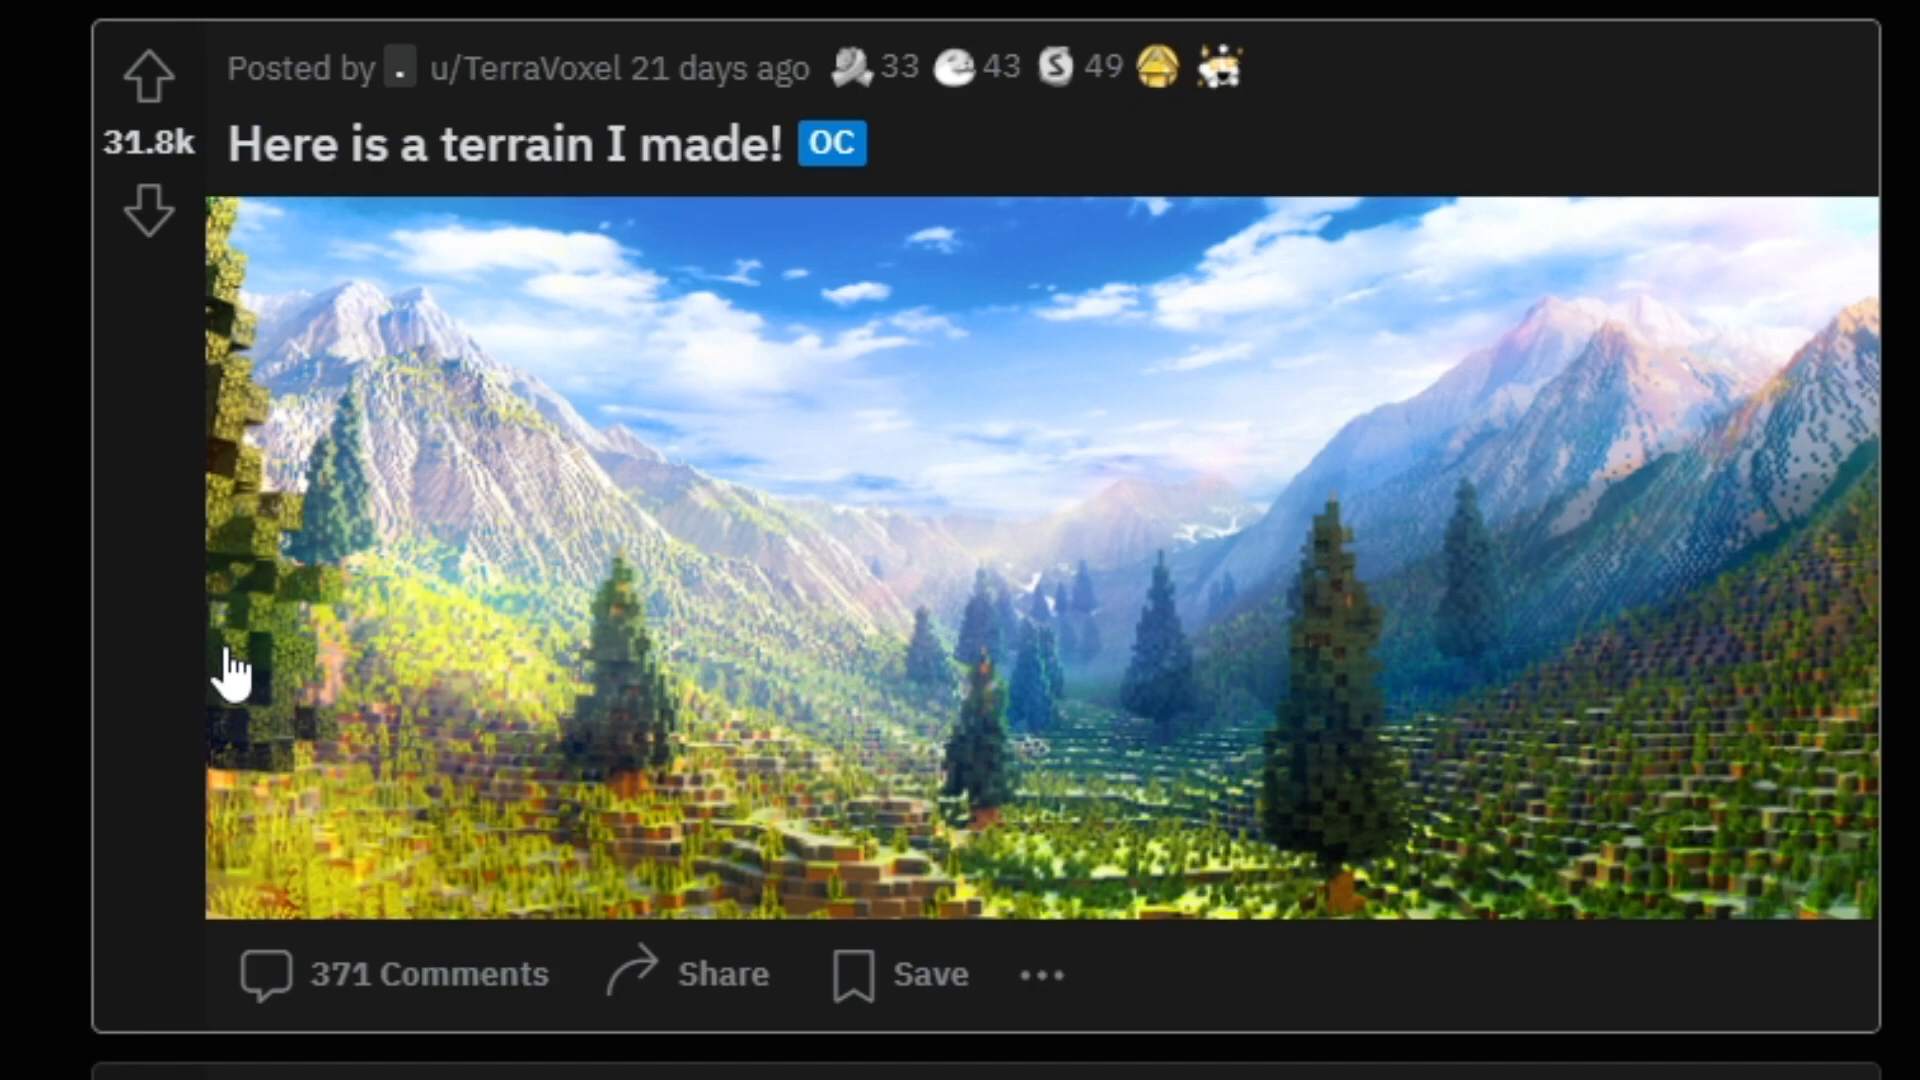 Posted by . u/TerraVoxel 21 days ago 33 43 S 49
31.8k
Here is a terrain I made! OC
371 Comments Share Save